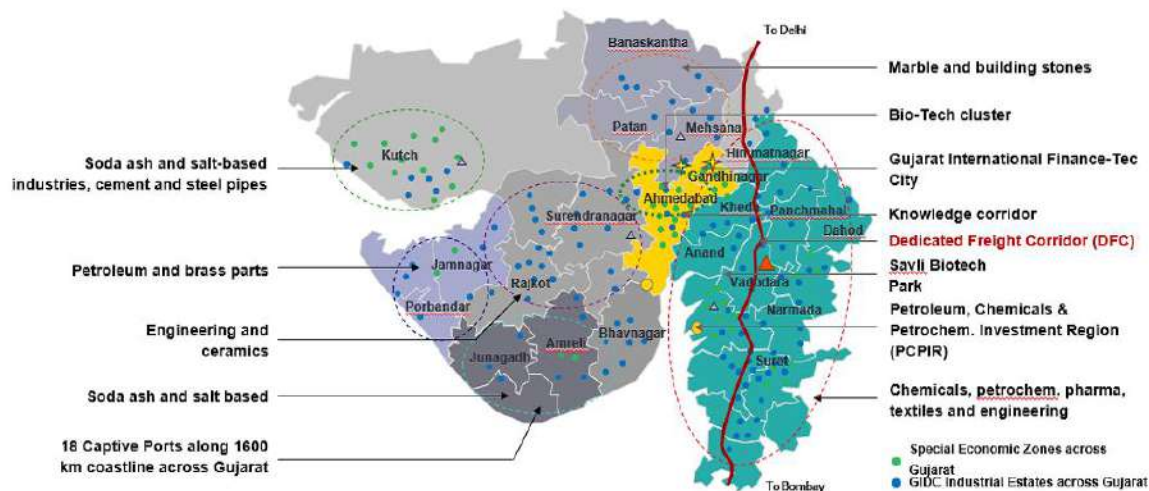 To Delhi
Banaskantha
Marble and building stones
Bio-Tech cluster
Patan
Mehsana
Himmatnagar
Gujarat International Finance-Tec
City
Gandhinagar
Soda ash and salt-based
industries, cement and steel pipes
Kutch
Ahmedabad
Kheda
Panchmahal
Knowledge corridor
Surendranagar
Dahod
Dedicated Freight Corridor (DFC)
Anand
Savli Biotech
Park
Petroleum and brass parts
Jamnagar
Rajkot
Vadodara
Porbandar
Narmada
Petroleum, Chemicals &
Petrochem. Investment Region
(PCPIR)
Engineering and
ceramics
Bhavnagar
Amreli
Junagadh
Surat
Soda ash and salt based
Chemicals, petrochem, pharma,
textiles and engineering
18 Captive Ports along 1600
km coastline across Gujarat
Special Economic Zones across
Gujarat
GIDC Industrial Estates across Gujarat
To Bombay